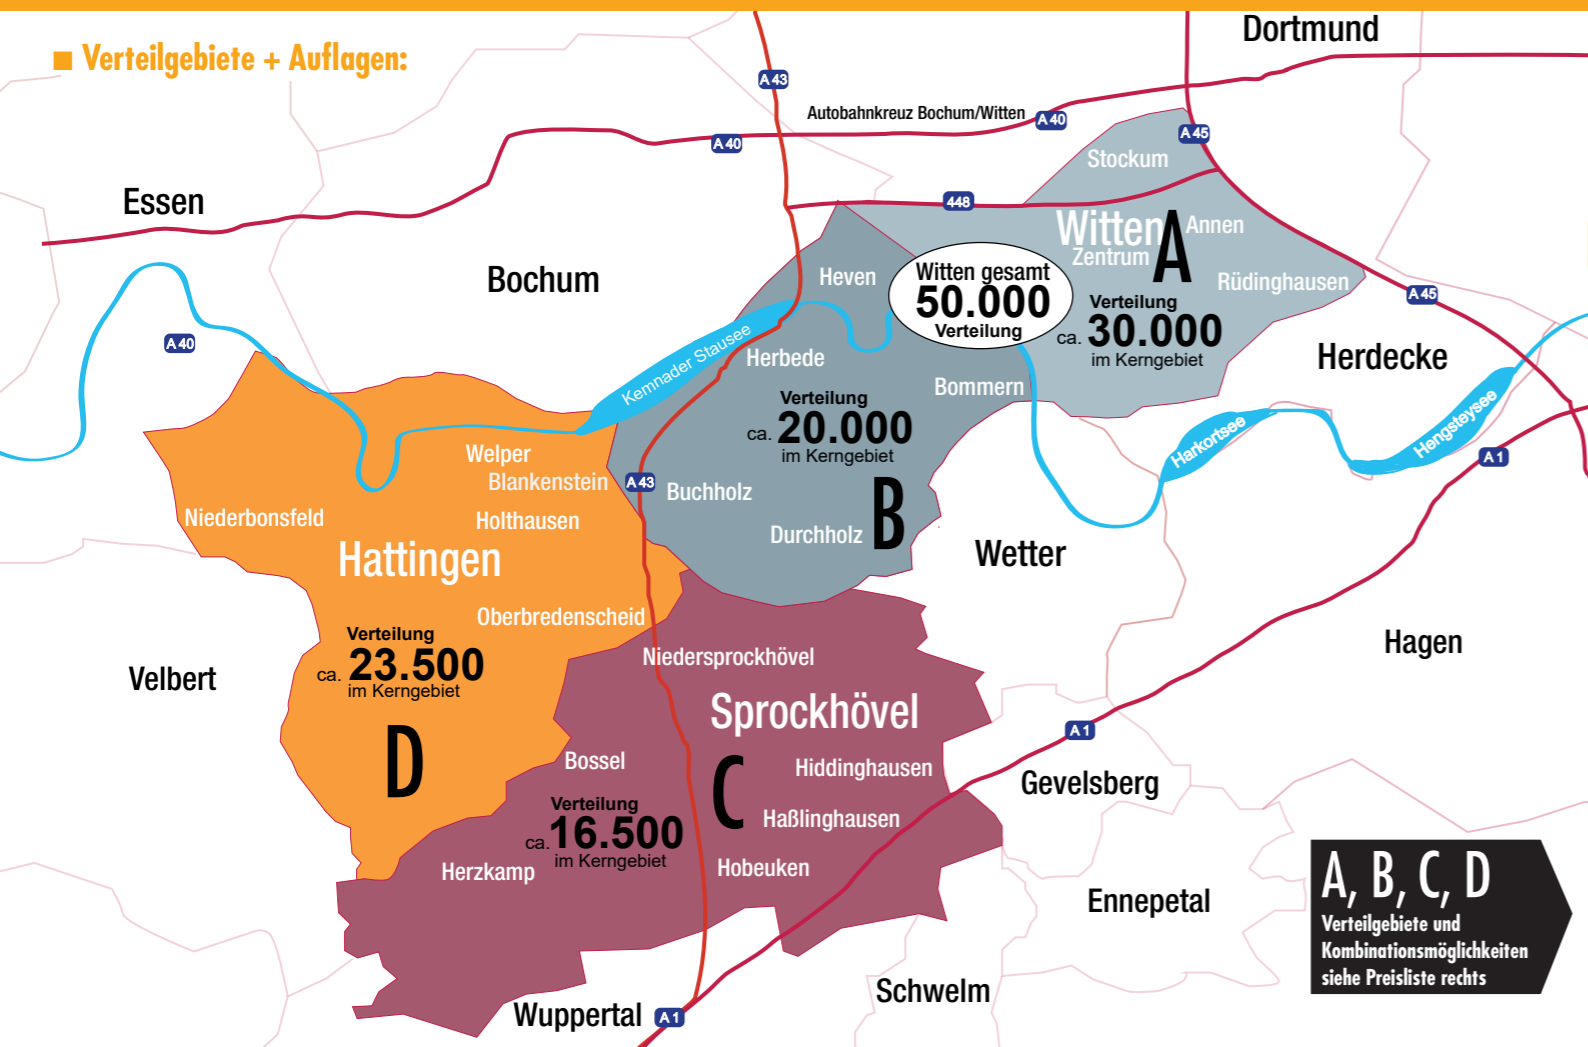 ■ Verteilgebiete + Auflagen:
Dortmund
A 43
Autobahnkreuz Bochum/Witten
A 40
A 40
A 45
Stockum
Essen
448
Witten
A
Annen
Zentrum
Bochum
Heven
Witten gesamt
50.000
Verteilung
Rüdinghausen
Verteilung
ca. 30.000
im Kerngebiet
A 45
A 40
Kemnader Stausee
Herbede
Herdecke
Bommern
Verteilung
ca. 20.000
im Kerngebiet
Harkortsee
Hengsteysee
A 1
Welper
Blankenstein
A 43
Buchholz
B
Niederbonsfeld
Holthausen
Durchholz
Hattingen
Wetter
Oberbredenscheid
Verteilung
ca. 23.500
im Kerngebiet
D
Velbert
Niedersprockhövel
Hagen
Sprockhövel
A 1
Bossel
C
Hiddinghausen
Gevelsberg
Verteilung
ca. 16.500
im Kerngebiet
Haßlinghausen
Herzkamp
Hobeuken
Ennepetal
A, B, C, D
Verteilgebiete und
Kombinationsmöglichkeiten
siehe Preisliste rechts
Schwelm
Wuppertal
A 1